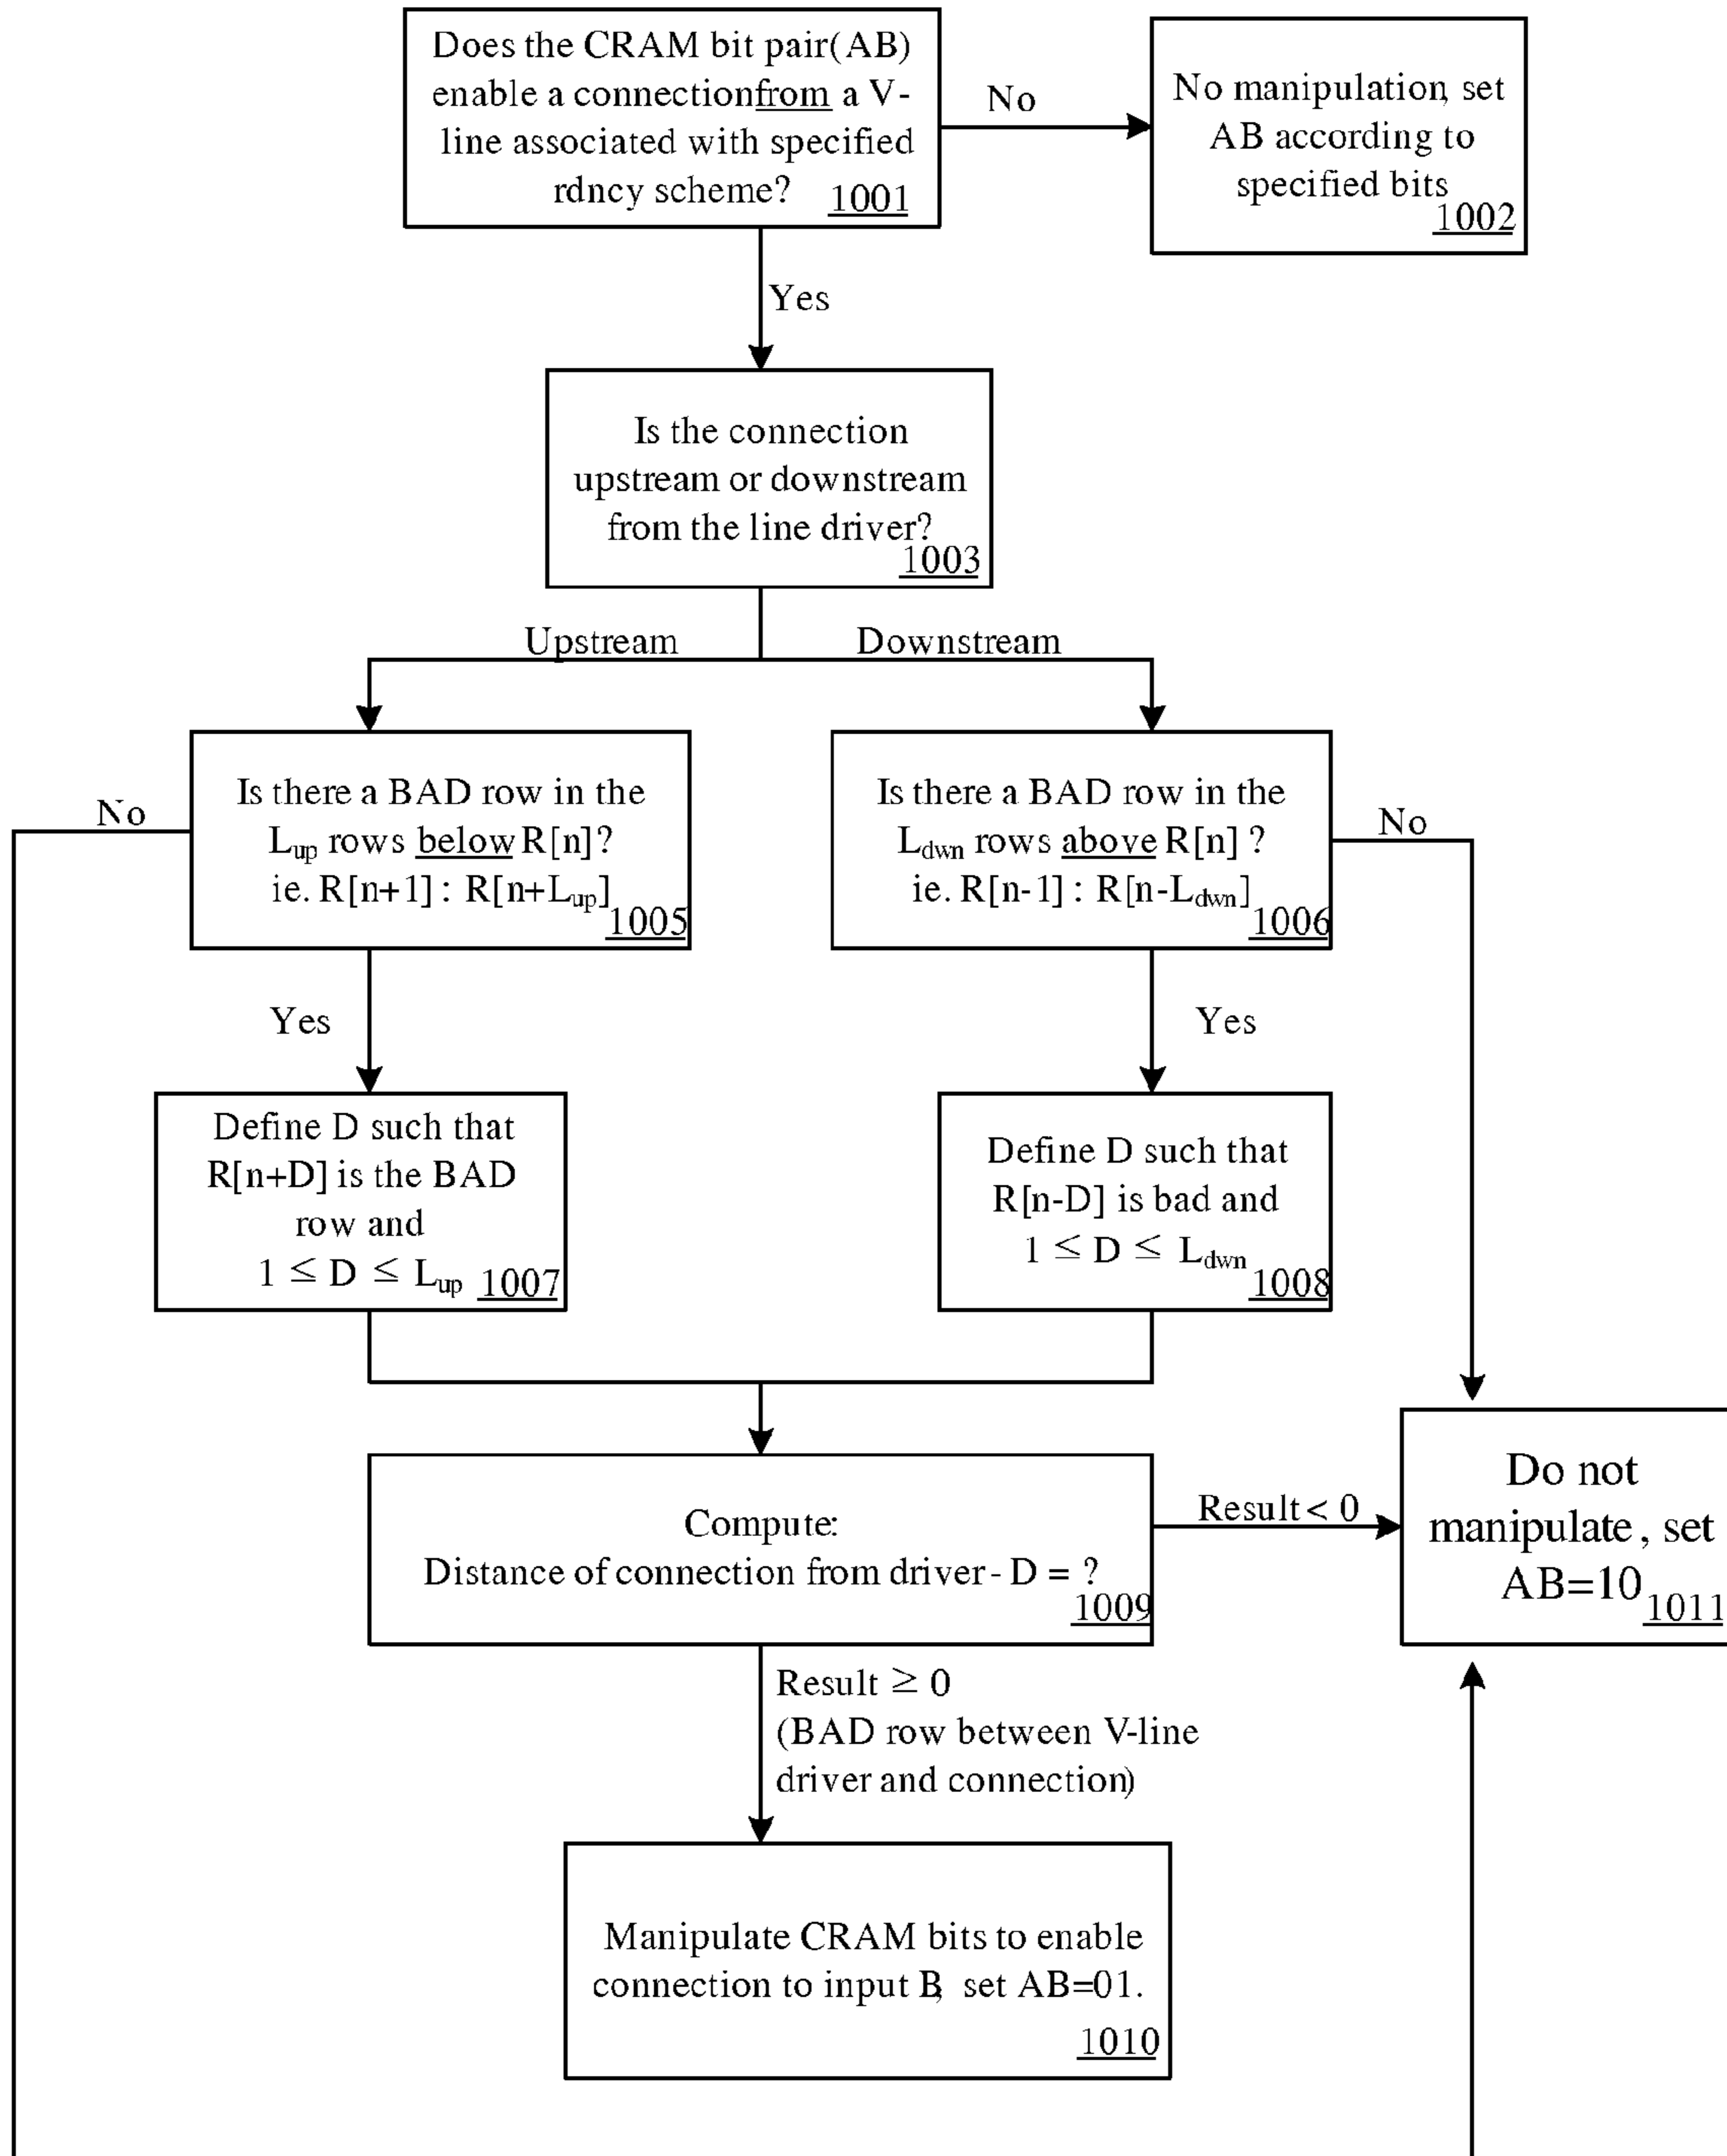 Does the CRAM bit pair(AB)
enable a connectionfrom a V-
line associated with specified
rdncy scheme?
1001
No
No manipulation, set
AB according to
specified bits
1002
Yes
Is the connection
upstream or downstream
from the line driver?
1003
Upstream
Downstream
No
Is there a BAD row in the
Lup rows below R[n]?
ie. R[n+1] : R[n+Lup]
1005
Is there a BAD row in the
Ldwn rows above R[n] ?
ie. R[n-1] : R[n-Ldwn]
1006
No
Yes
Yes
Define D such that
R[n+D] is the BAD
row and
1 ≤ D ≤ Lup
1007
Define D such that
R[n-D] is bad and
1 ≤ D ≤ Ldwn
1008
Compute:
Distance of connection from driver - D = ?
1009
Result < 0
Do not
manipulate, set
AB=10
1011
Result ≥ 0
(BAD row between V-line
driver and connection)
Manipulate CRAM bits to enable
connection to input B, set AB=01.
1010